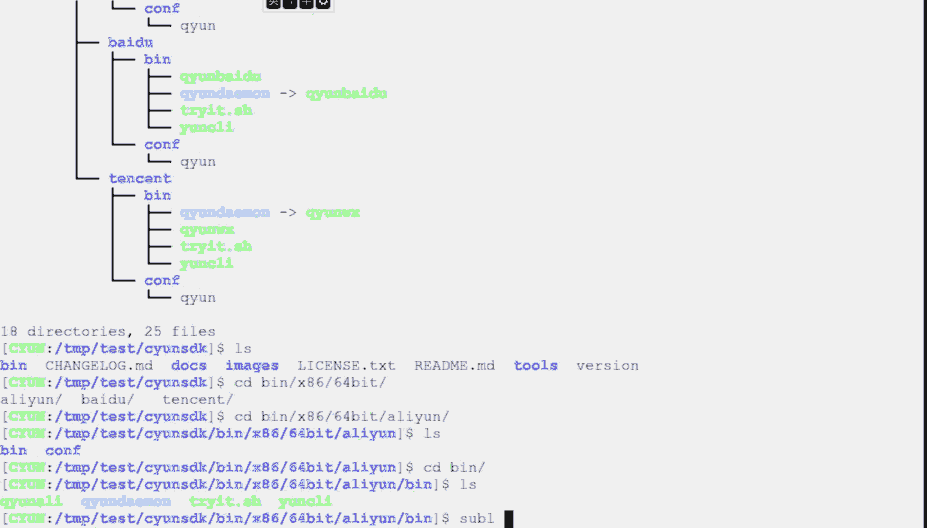 └── conf
└── qyun
├── baidu
├── bin
├── qyunbaidu
├── qyundaemon -> qyunbaidu
├── tryit.sh
└── yuncli
└── conf
└── qyun
└── tencent
├── bin
├── qyundaemon -> qyunwx
├── qyunwx
├── tryit.sh
└── yuncli
└── conf
└── qyun
18 directories, 25 files
[CYUN:/tmp/test/cyunsdk]$ ls
bin CHANGELOG.md docs images LICENSE.txt README.md tools version
[CYUN:/tmp/test/cyunsdk]$ cd bin/x86/64bit/
aliyun/ baidu/ tencent/
[CYUN:/tmp/test/cyunsdk]$ cd bin/x86/64bit/aliyun/
[CYUN:/tmp/test/cyunsdk/bin/x86/64bit/aliyun]$ ls
bin conf
[CYUN:/tmp/test/cyunsdk/bin/x86/64bit/aliyun]$ cd bin/
[CYUN:/tmp/test/cyunsdk/bin/x86/64bit/aliyun/bin]$ ls
qyunali qyundaemon tryit.sh yuncli
[CYUN:/tmp/test/cyunsdk/bin/x86/64bit/aliyun/bin]$ subl